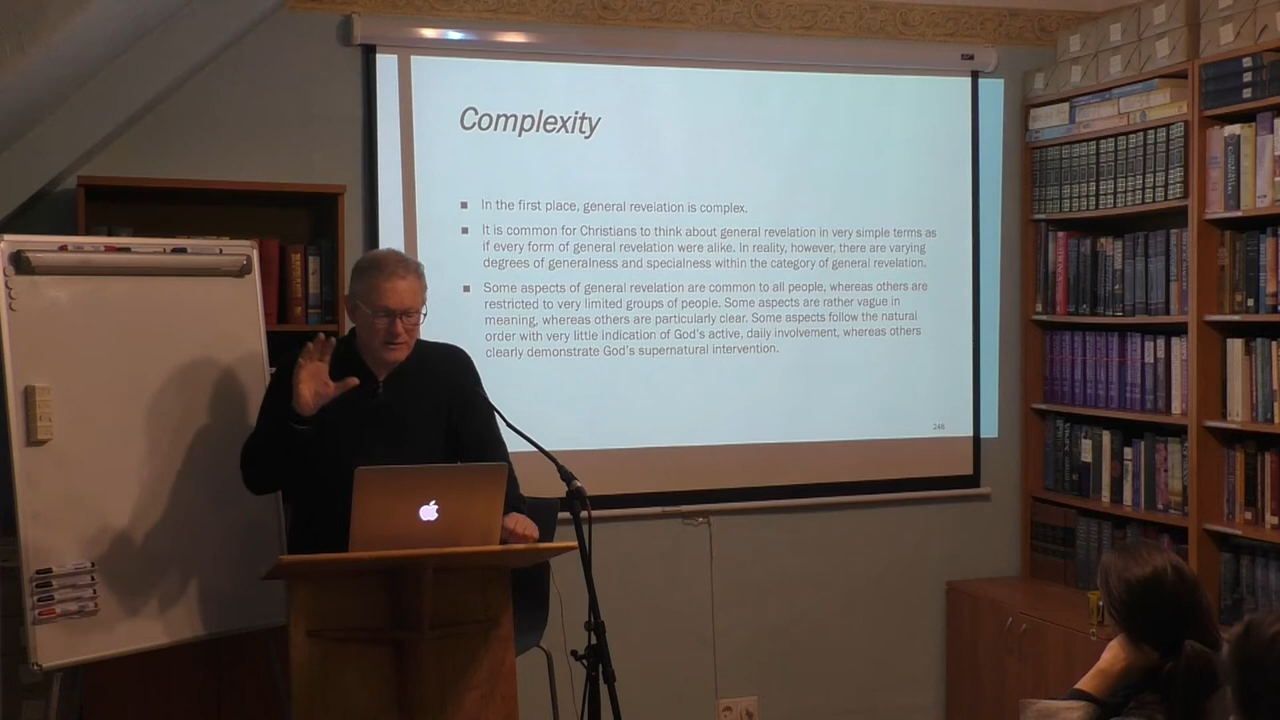 Complexity
In the first place, general revelation is complex.
It is common for Christians to think about general revelation in very simple terms as
if every form of general revelation were alike. In reality, however, there are varying
degrees of generalness and specialness within the category of general revelation.
Some aspects of general revelation are common to all people, whereas others are
restricted to very limited groups of people. Some aspects are rather vague in
meaning, whereas others are particularly clear. Some aspects follow the natural
order with very little indication of God's active, daily involvement, whereas others
clearly demonstrate God's supernatural intervention.